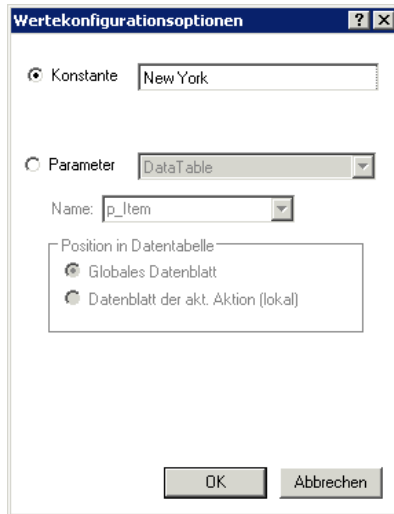 Wertekonfigurationsoptionen
Konstante New York
Parameter DataTable
Name: p_Item
Position in Datentabelle
Globales Datenblatt
Datenblatt der akt. Aktion (lokal)
OK Abbrechen